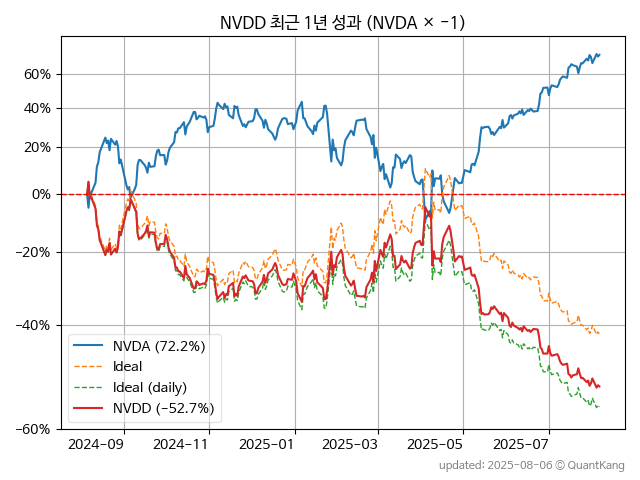 NVDD 최근 1년 성과 (NVDA × −1)
60%
40%
20%
0%
−20%
−40%
−60%
NVDA (72.2%)
Ideal
Ideal (daily)
NVDD (−52.7%)
2024−09
2024−11
2025−01
2025−03
2025−05
2025−07
updated: 2025-08-06 © QuantKang